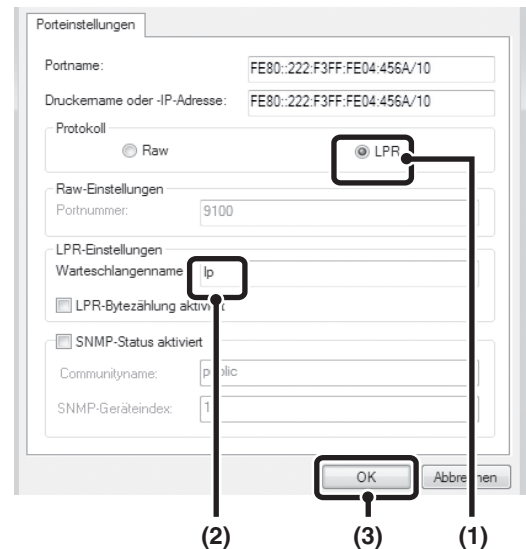 Porteinstellungen
Portname: FE80::222:F3FF:FE04:456A/10
Druckername oder -IP-Adresse: FE80::222:F3FF:FE04:456A/10
Protokoll
Raw LPR
Raw-Einstellungen
Portnummer: 9100
LPR-Einstellungen
Warteschlangenname lp
LPR-Bytezählung aktiviert
SNMP-Status aktiviert
Communityname: public
SNMP-Geräteindex: 1
OK Abbrechen
(2) (3) (1)